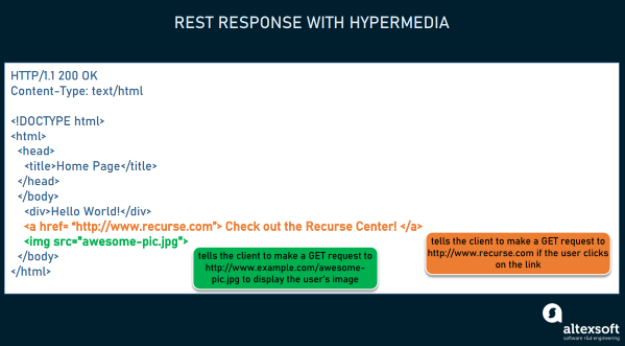 REST RESPONSE WITH HYPERMEDIA
HTTP/1.1 200 OK
Content-Type: text/html
<!DOCTYPE html>
<html>
<head>
<title>Home Page</title>
</head>
</body>
<div>Hello World!</div>
<a href= “http://www.recurse.com”> Check out the Recurse Center! </a>
<img src="awesome-pic.jpg">
</body>
</html>
tells the client to make a GET request to
http://www.example.com/awesome-
pic.jpg to display the user's image
tells the client to make a GET request to
http://www.recurse.com if the user clicks
on the link
altexsoft
software r&d engineering